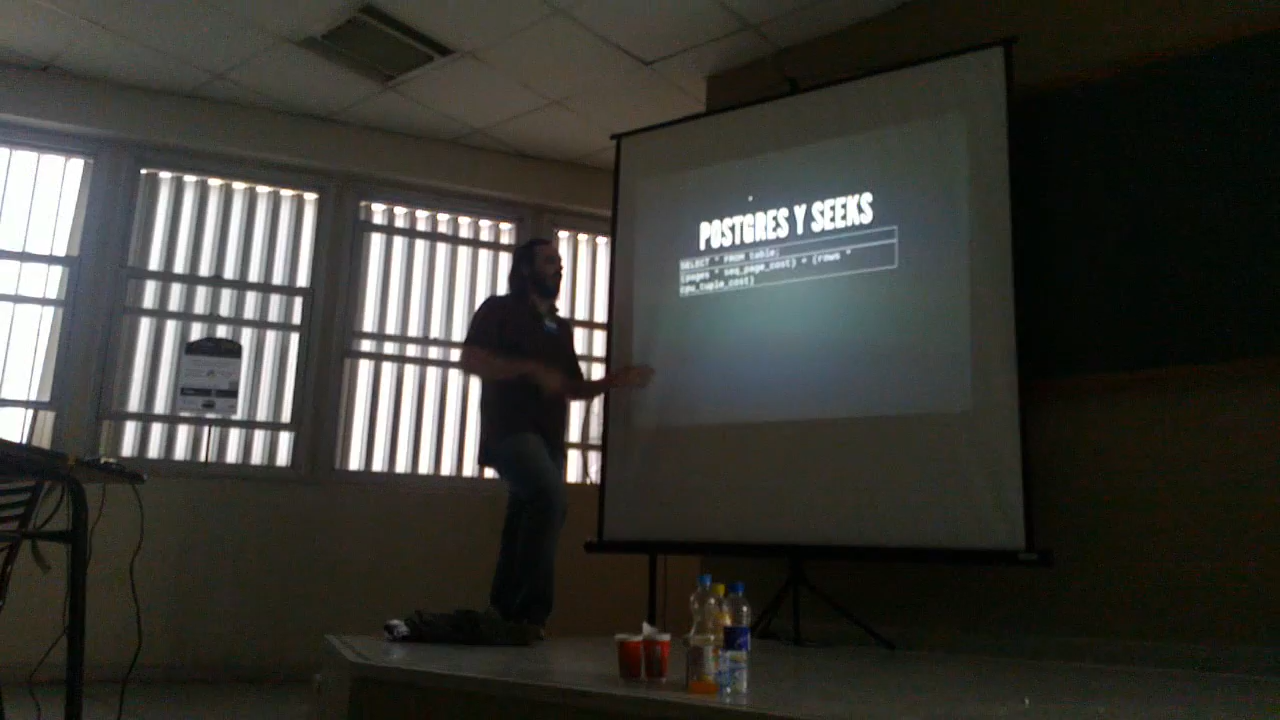 POSTGRES Y SEEKS
SELECT * FROM table;
(pages * seq_page_cost) + (rows *
cpu_tuple_cost)